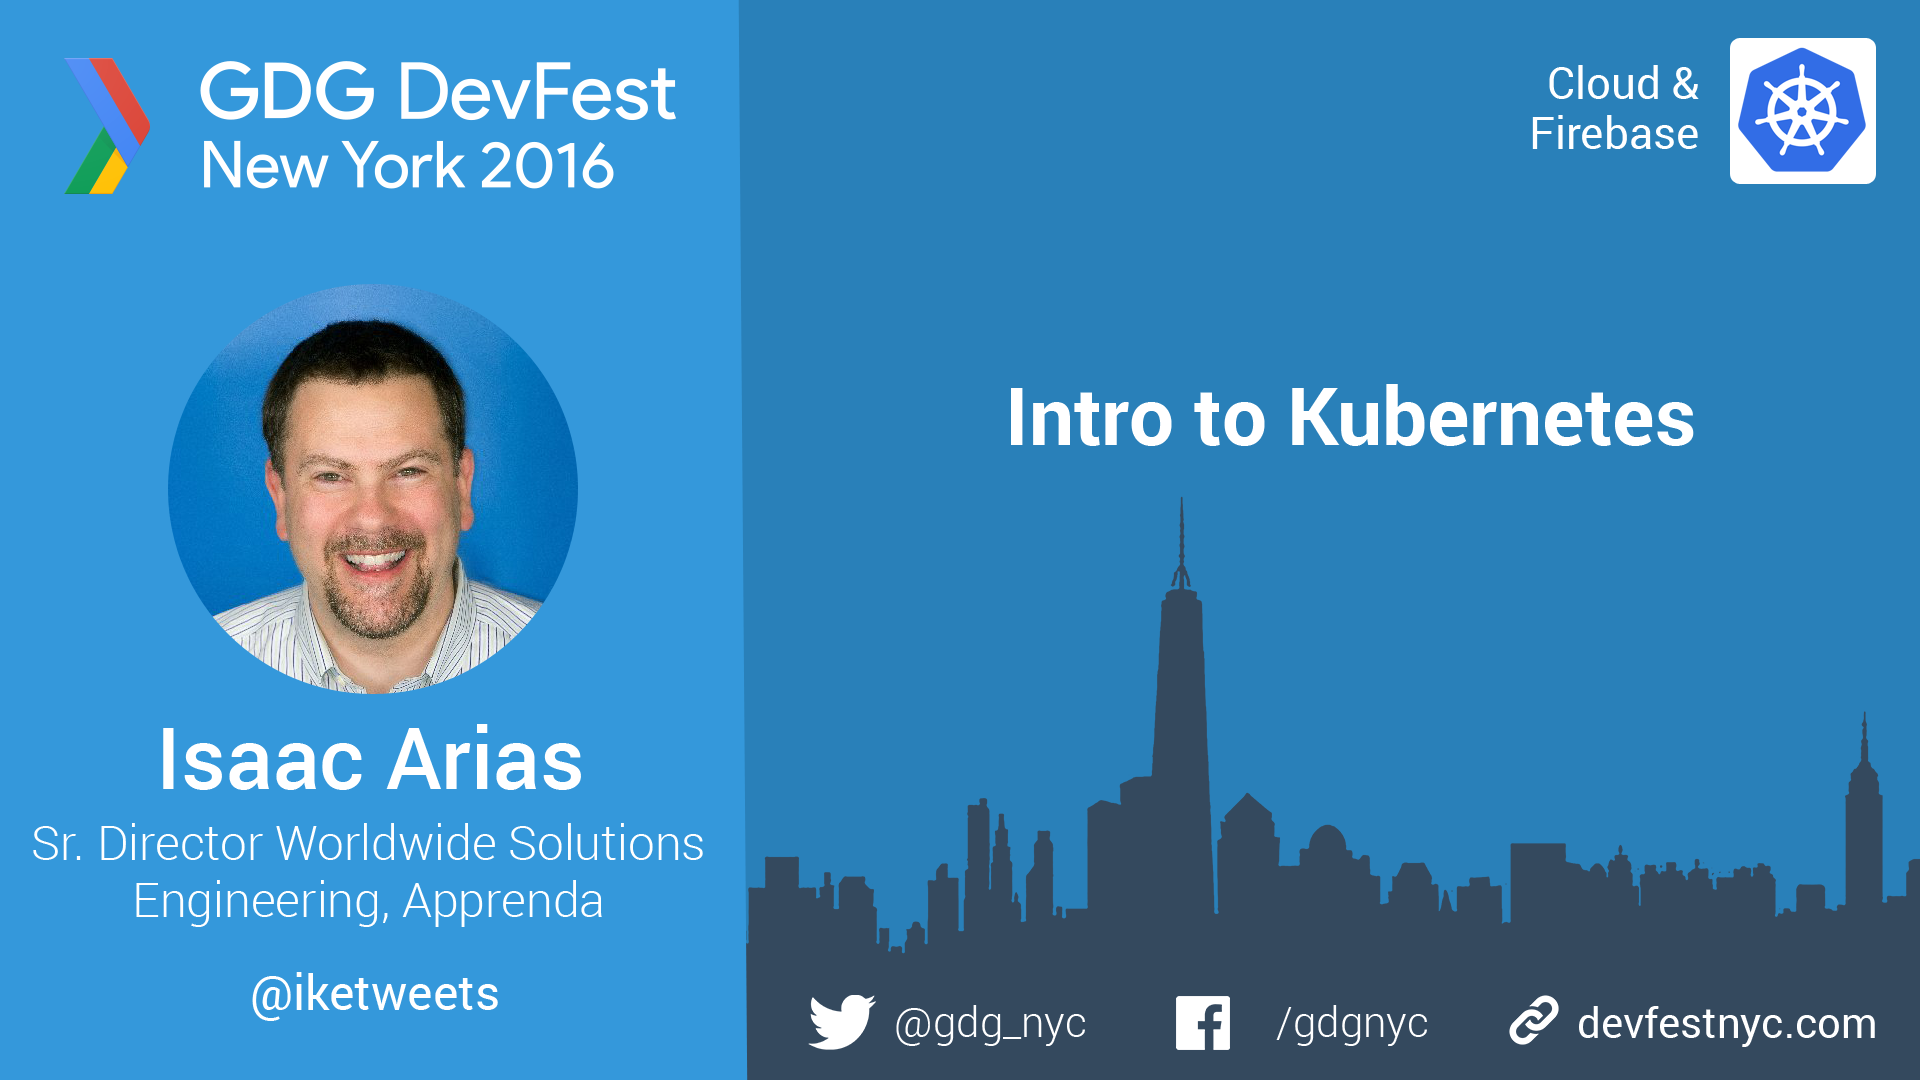 GDG DevFest
New York 2016
Isaac Arias
Sr. Director Worldwide Solutions
Engineering, Apprenda
@iketweets
Cloud &
Firebase
Intro to Kubernetes
@gdg_nyc
/gdgnyc
devfestnyc.com